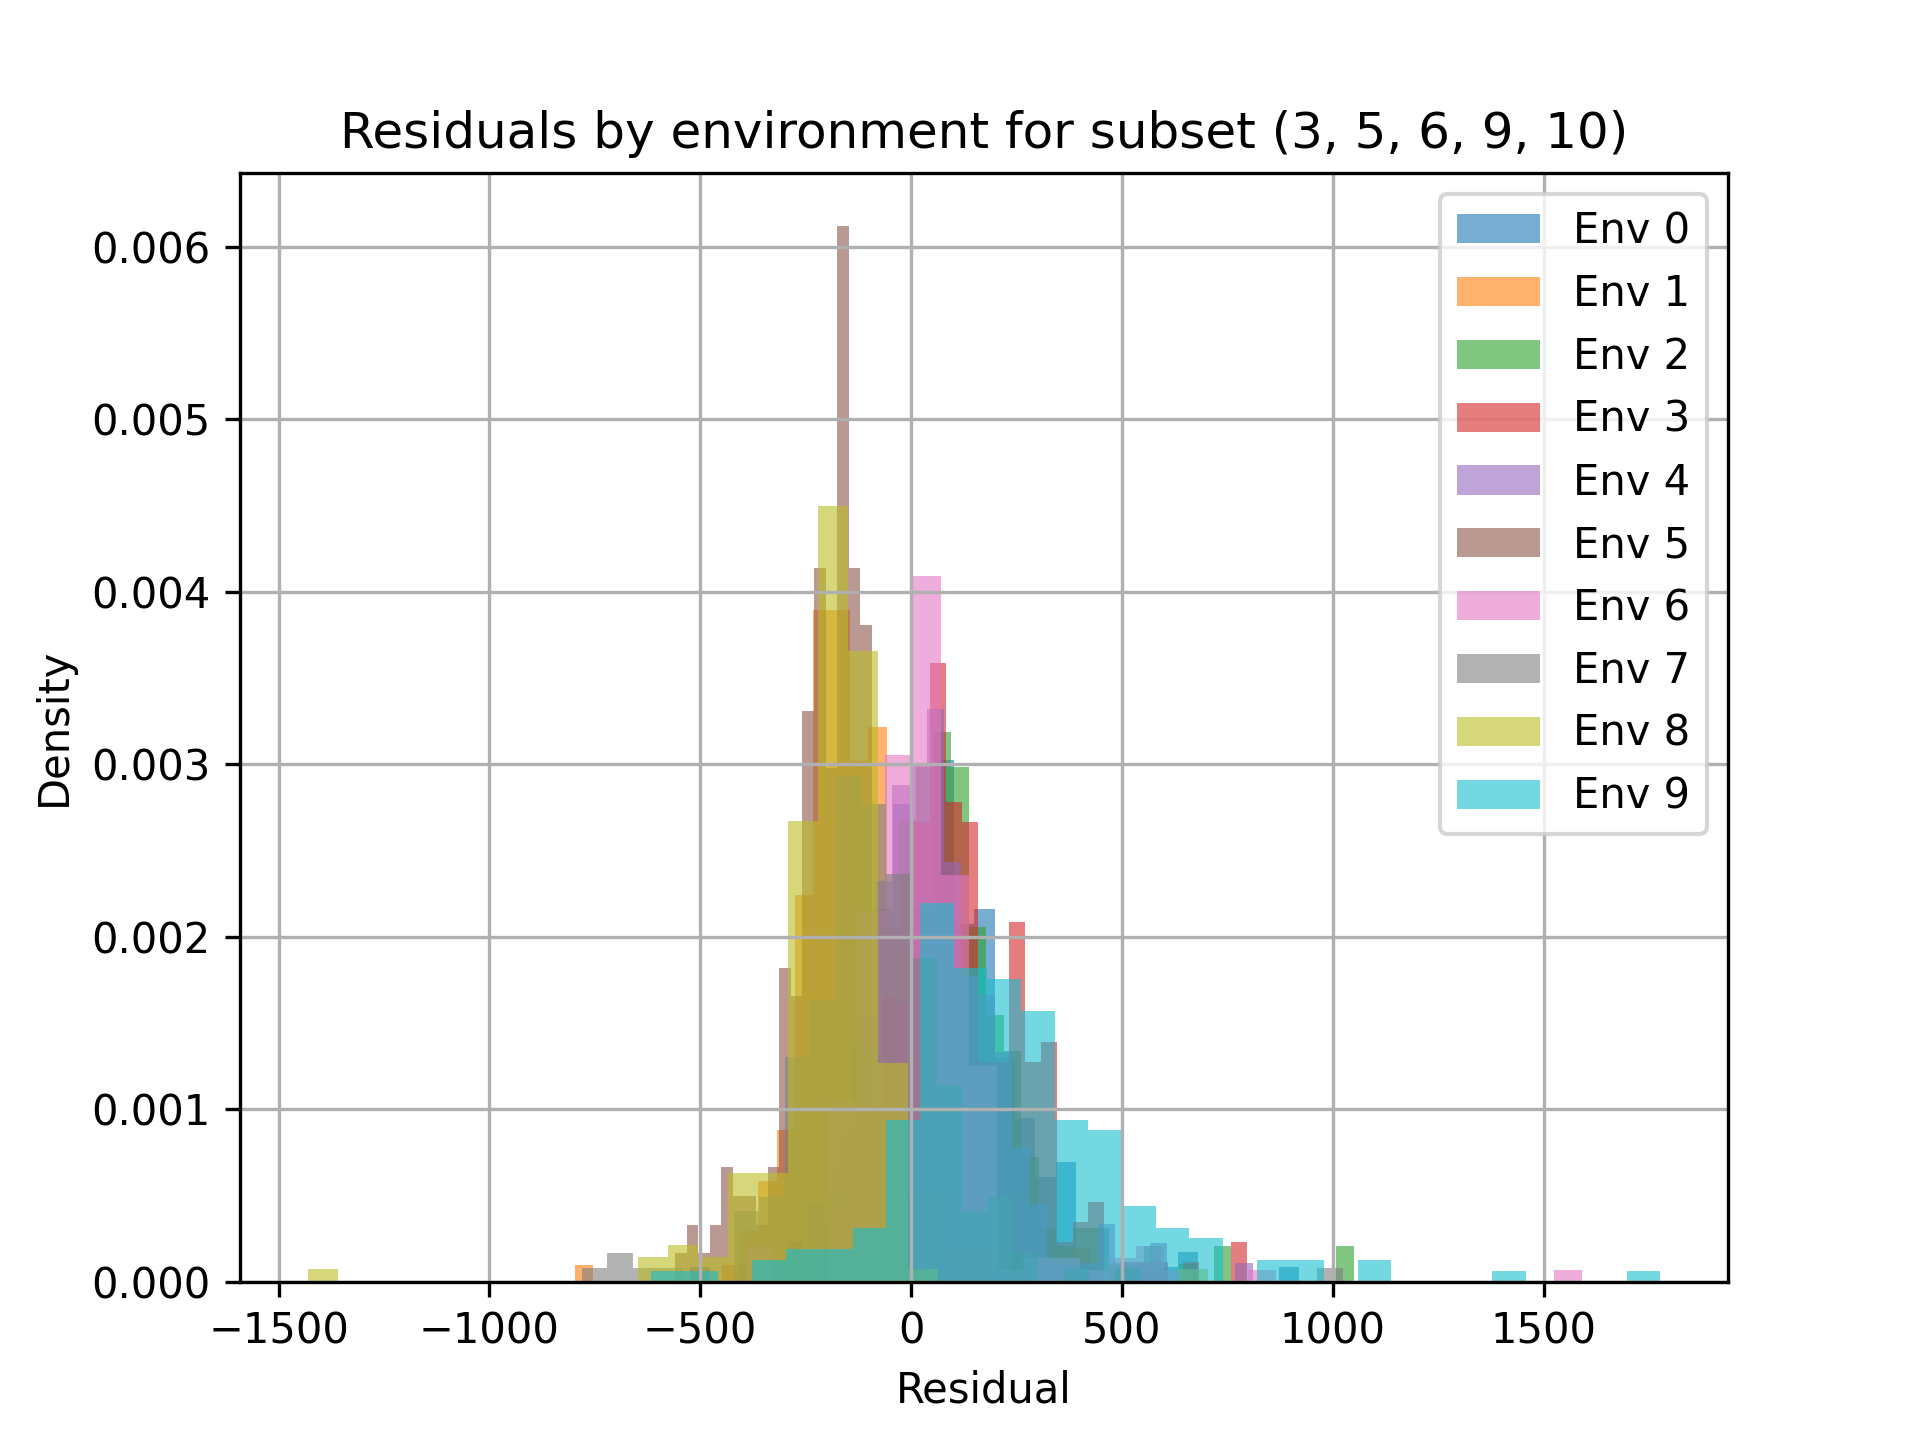 Residuals by environment for subset (3, 5, 6, 9, 10)
Env 0
Env 1
Env 2
Env 3
Env 4
Env 5
Env 6
Env 7
Env 8
Env 9
0.006
0.005
0.004
0.003
0.002
0.001
0.000
Density
−1500 −1000 −500 0 500 1000 1500
Residual